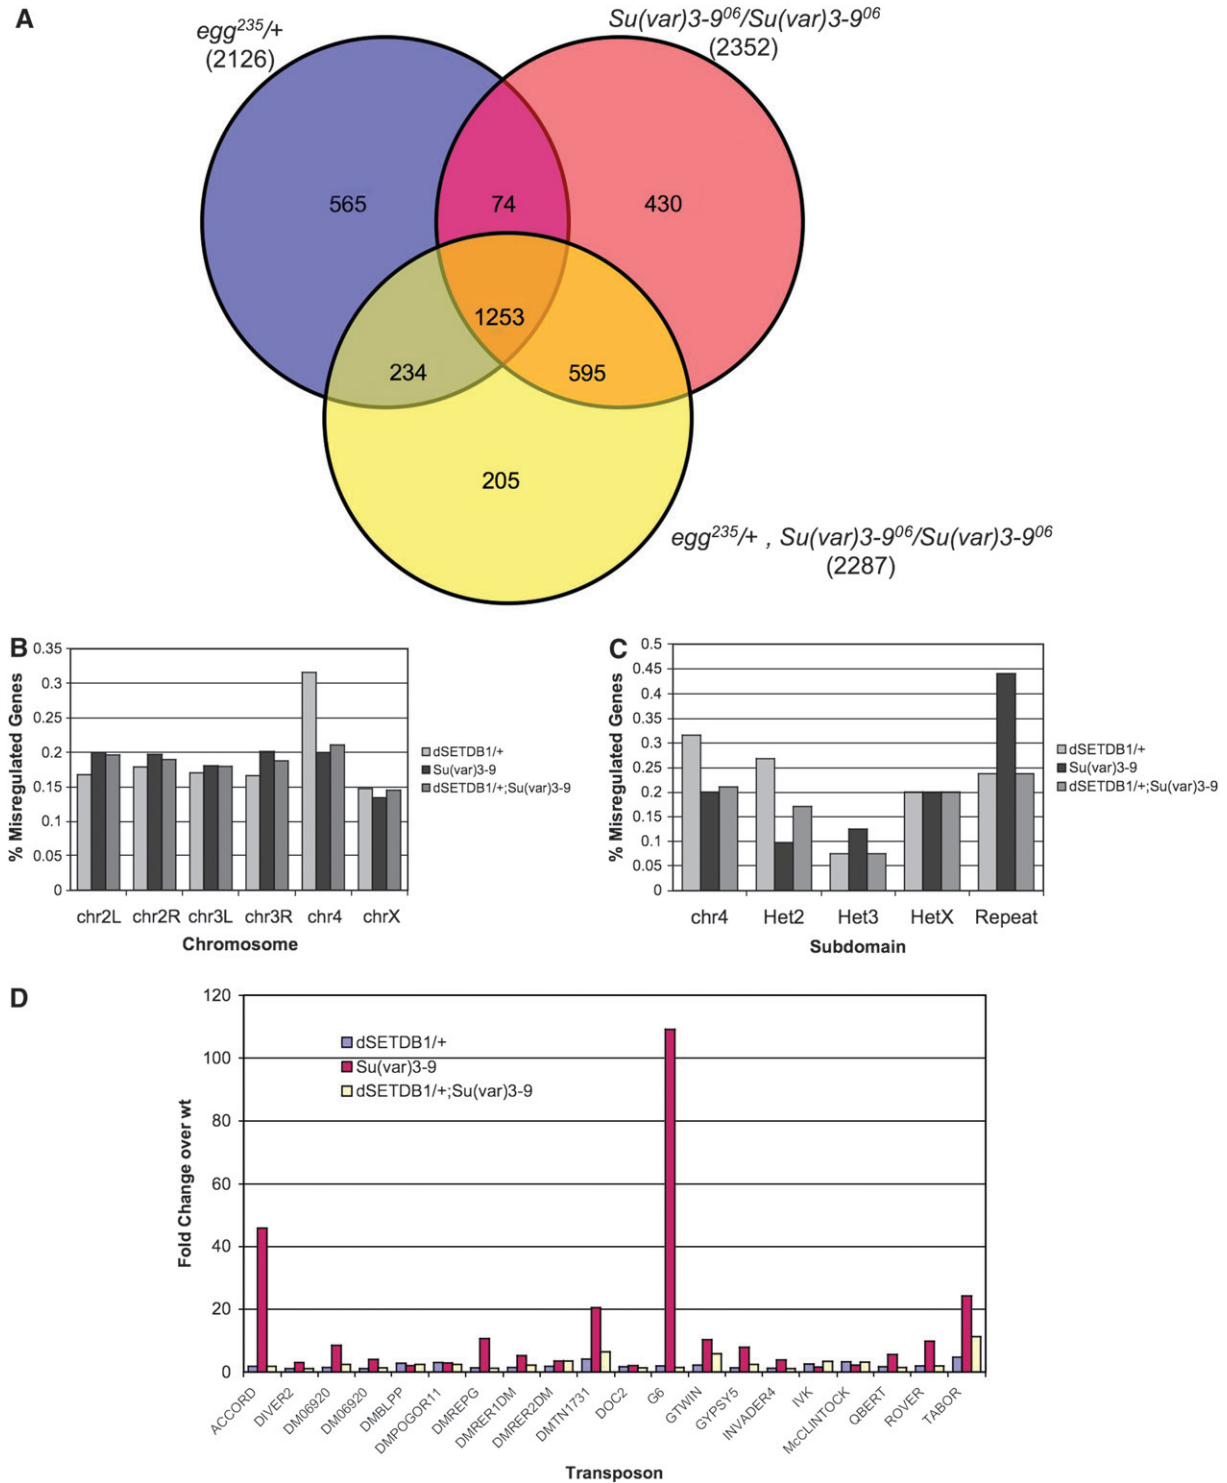 A
egg²³⁵/+
(2126)
Su(var)3-9⁰⁶/Su(var)3-9⁰⁶
(2352)
565
74
430
1253
234
595
205
egg²³⁵/+ , Su(var)3-9⁰⁶/Su(var)3-9⁰⁶
(2287)
B
% Misregulated Genes
0.35
0.3
0.25
0.2
0.15
0.1
0.05
0
chr2L chr2R chr3L chr3R chr4 chrX
Chromosome
dSETDB1/+
Su(var)3-9
dSETDB1/+;Su(var)3-9
C
% Misregulated Genes
0.5
0.45
0.4
0.35
0.3
0.25
0.2
0.15
0.1
0.05
0
chr4 Het2 Het3 HetX Repeat
Subdomain
dSETDB1/+
Su(var)3-9
dSETDB1/+;Su(var)3-9
D
Fold Change over wt
120
100
80
60
40
20
0
dSETDB1/+
Su(var)3-9
dSETDB1/+;Su(var)3-9
ACCORD
DIVER2
DM06920
DM06920
DMBLPP
DMPOGOR11
DMREPG
DMRER1DM
DMRER2DM
DMTN1731
DOC2
G6
GTWIN
GYPSY5
INVADER4
IVK
McCLINTOCK
QBERT
ROVER
TABOR
Transposon